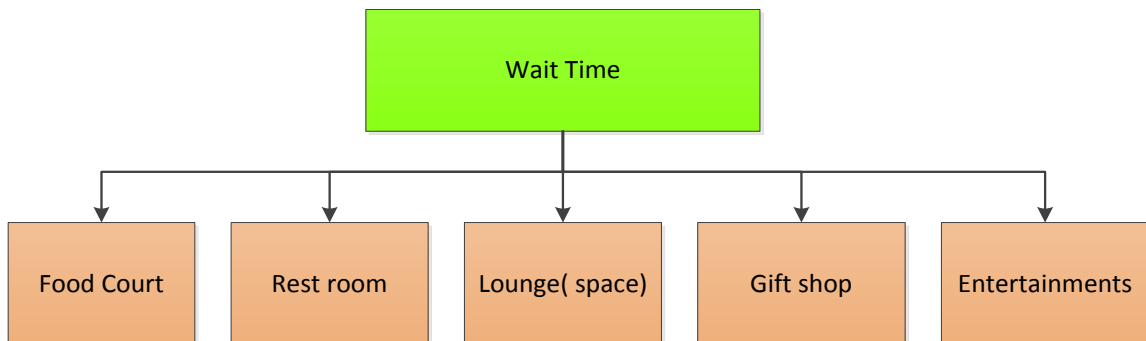 Wait Time
Food Court
Rest room
Lounge( space)
Gift shop
Entertainments